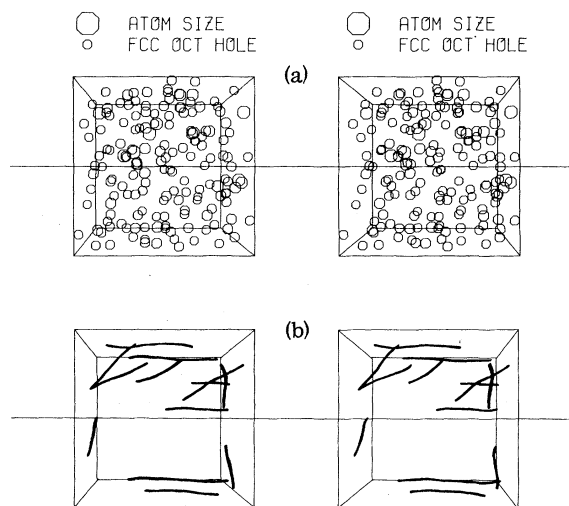 ATOM SIZE ATOM SIZE
FCC OCT HOLE FCC OCT HOLE
(a)
(b)